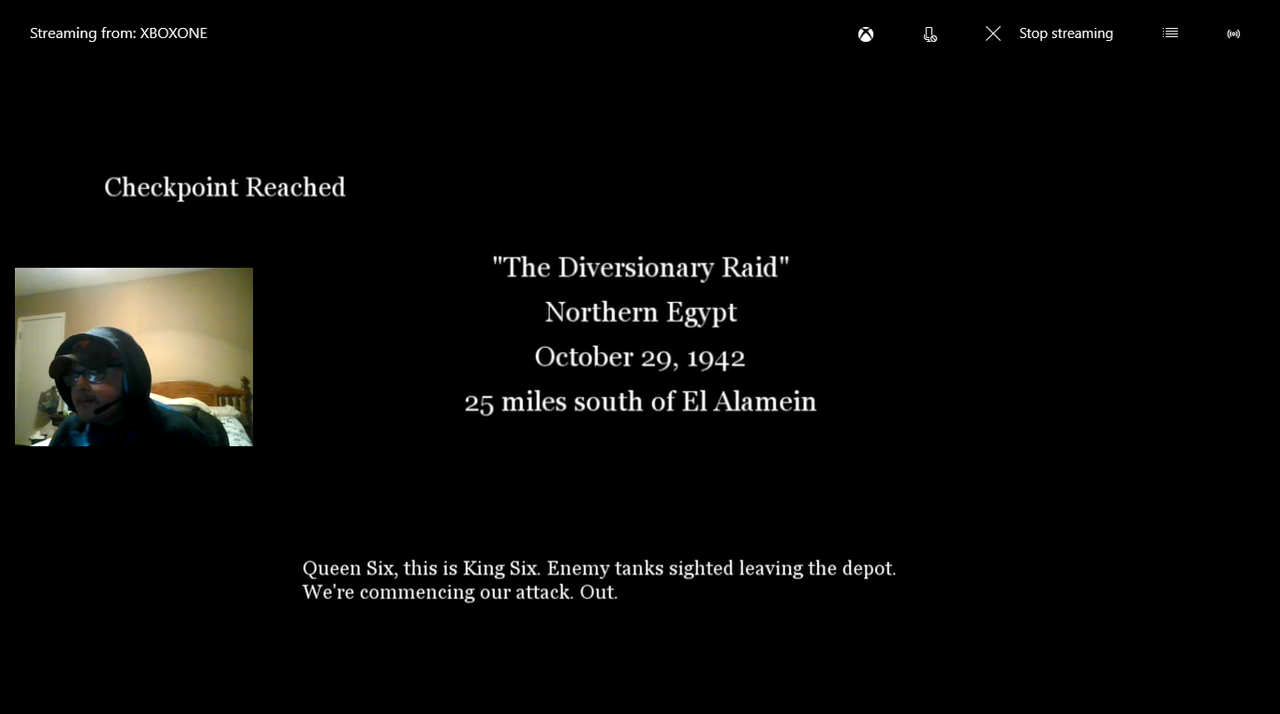 Streaming from: XBOXONE
Stop streaming
Checkpoint Reached
"The Diversionary Raid"
Northern Egypt
October 29, 1942
25 miles south of El Alamein
Queen Six, this is King Six. Enemy tanks sighted leaving the depot.
We're commencing our attack. Out.